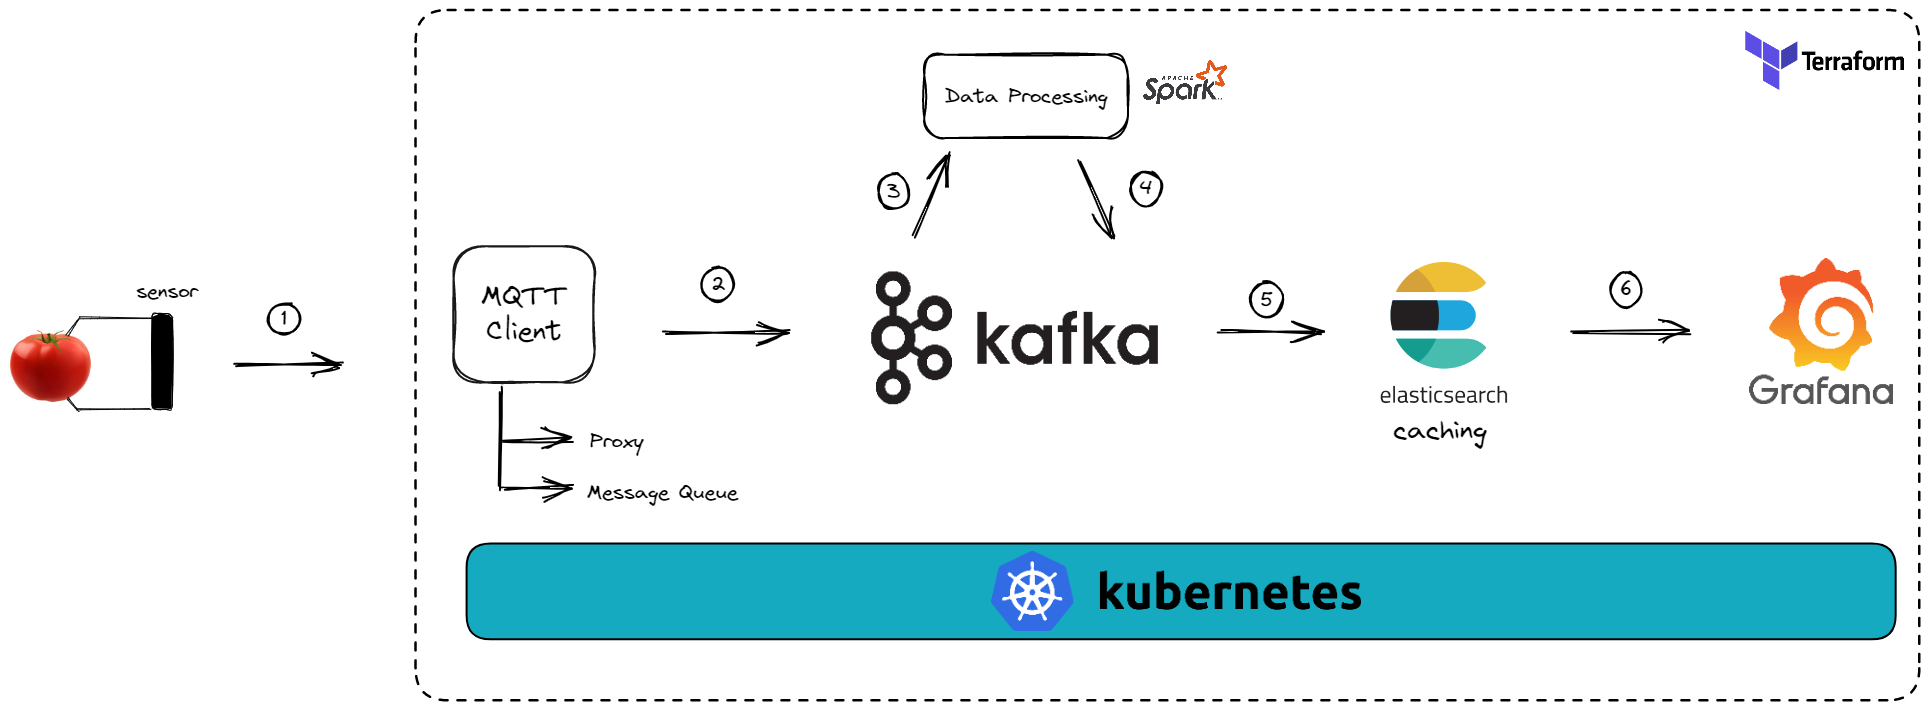 Terraform
Data Processing
APACHE
Spark
3
4
sensor
1
MQTT
Client
2
kafka
5
elasticsearch
caching
6
Grafana
Proxy
Message Queue
kubernetes